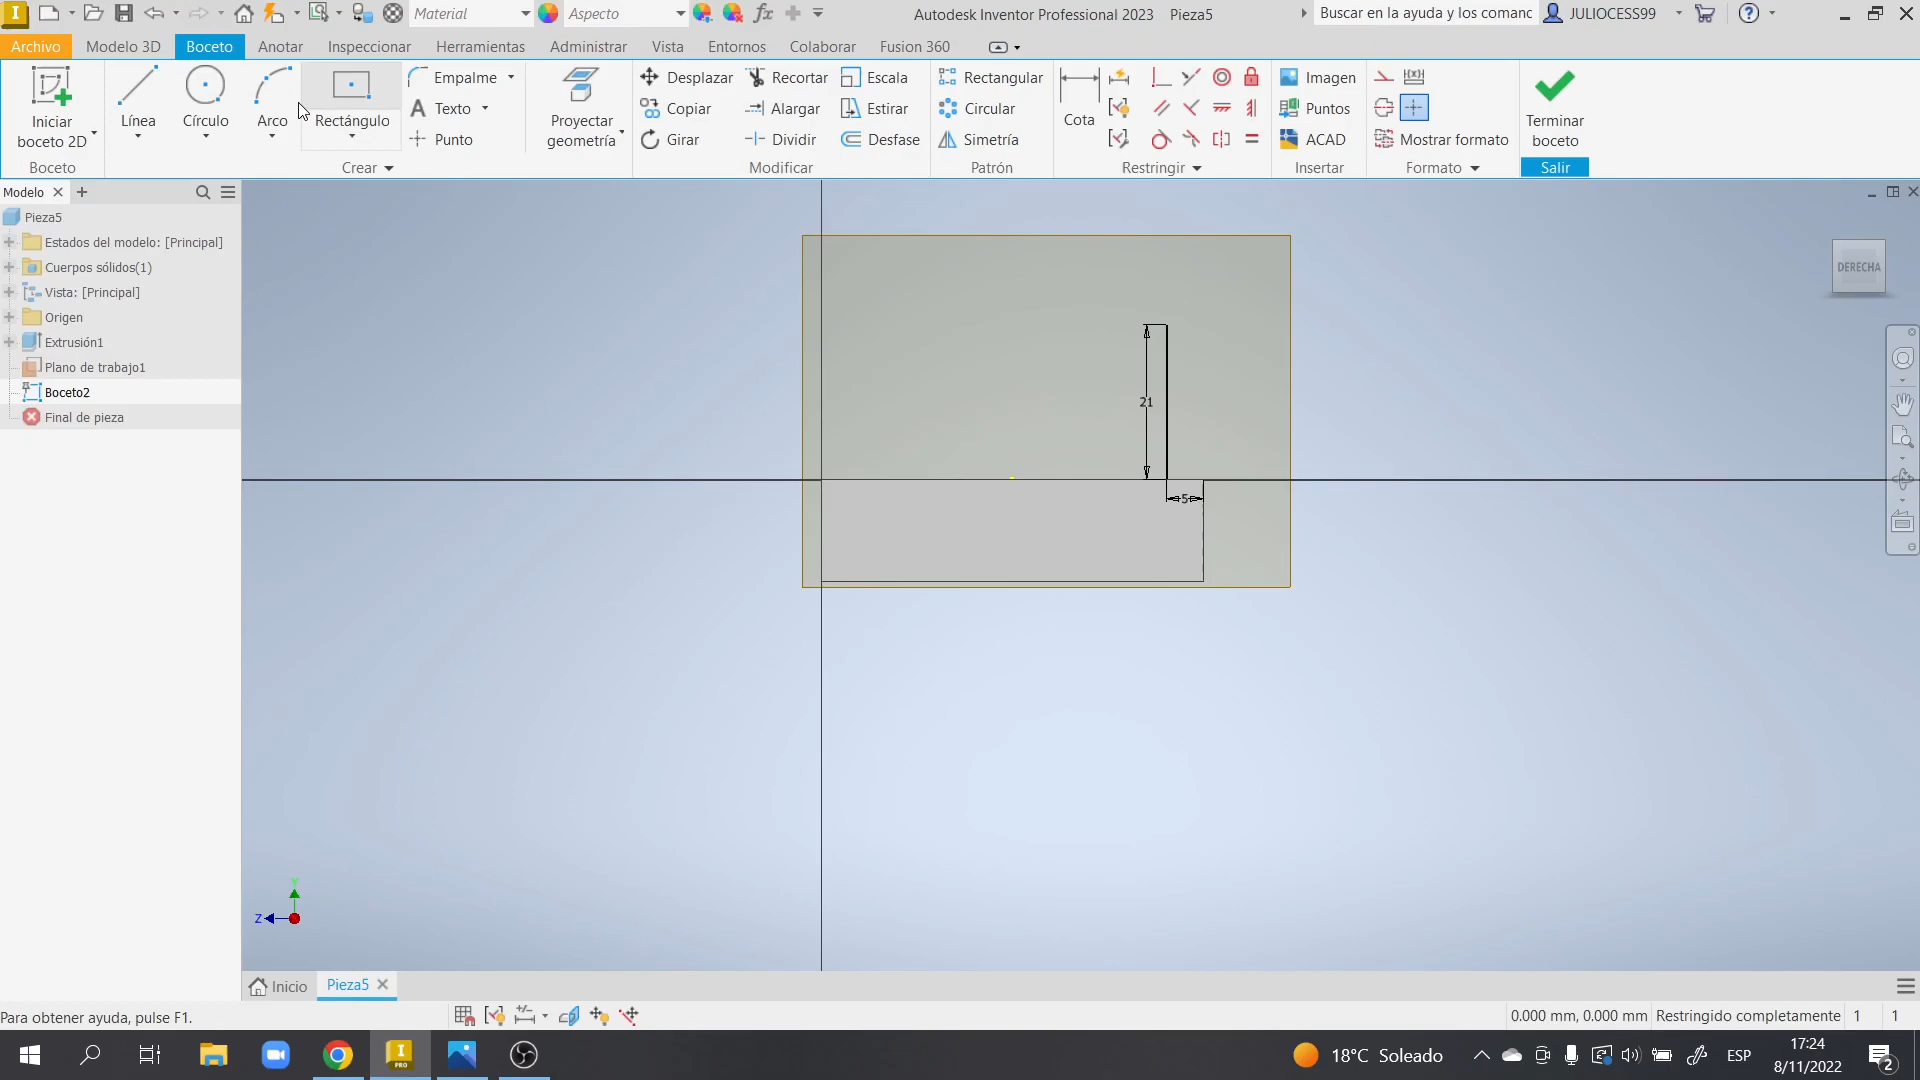 Material
Aspecto
Autodesk Inventor Professional 2023 Pieza5
Buscar en la ayuda y los comanc
JULIOCESS99
Archivo Modelo 3D Boceto Anotar Inspeccionar Herramientas Administrar Vista Entornos Colaborar Fusion 360
Iniciar
boceto 2D
Línea
Círculo
Arco
Rectángulo
Empalme
Texto
Punto
Proyectar
geometría
Desplazar
Copiar
Girar
Recortar
Alargar
Dividir
Escala
Estirar
Desfase
Rectangular
Circular
Simetría
Cota
Imagen
Puntos
ACAD
Mostrar formato
Terminar
boceto
Boceto Crear Modificar Patrón Restringir Insertar Formato Salir
Modelo
Pieza5
Estados del modelo: [Principal]
Cuerpos sólidos(1)
Vista: [Principal]
Origen
Extrusión1
Plano de trabajo1
Boceto2
Final de pieza
DERECHA
21
5
Y
Z
Inicio Pieza5
Para obtener ayuda, pulse F1.
0.000 mm, 0.000 mm Restringido completamente 1 1
18°C Soleado
ESP
17:24
8/11/2022
2
PRO